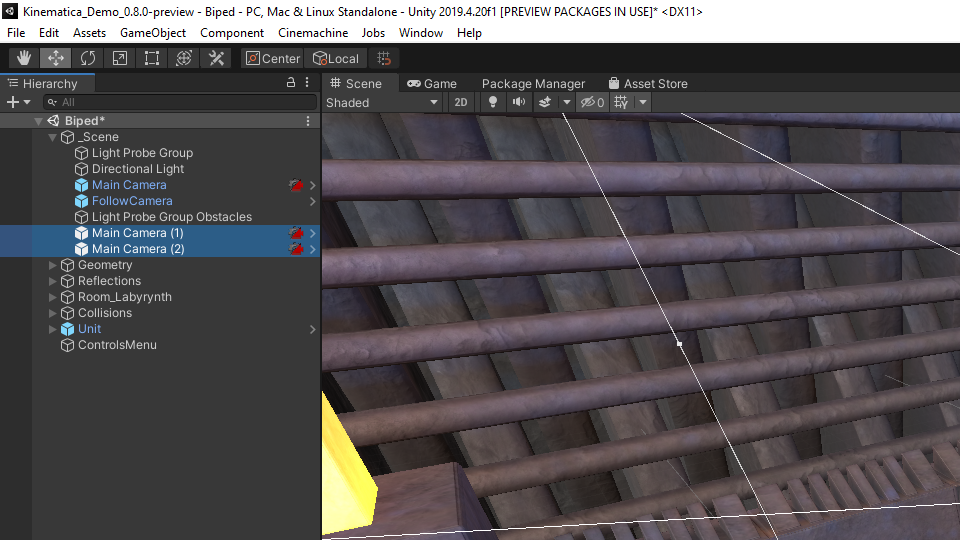 Kinematica_Demo_0.8.0-preview - Biped - PC, Mac & Linux Standalone - Unity 2019.4.20f1 [PREVIEW PACKAGES IN USE]* <DX11>
File Edit Assets GameObject Component Cinemachine Jobs Window Help
Center Local
Hierarchy
Scene Game Package Manager Asset Store
All
Shaded 2D 0
Biped*
_Scene
Light Probe Group
Directional Light
Main Camera
FollowCamera
Light Probe Group Obstacles
Main Camera (1)
Main Camera (2)
Geometry
Reflections
Room_Labyrynth
Collisions
Unit
ControlsMenu